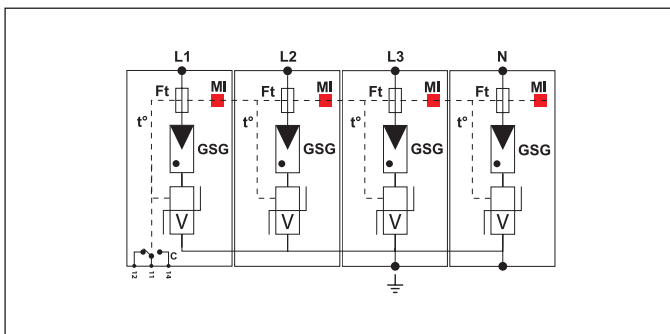 L1 L2 L3 N
Ft MI Ft MI Ft MI Ft MI
t° t° t° t°
GSG GSG GSG GSG
V V V V
C
12 11 14